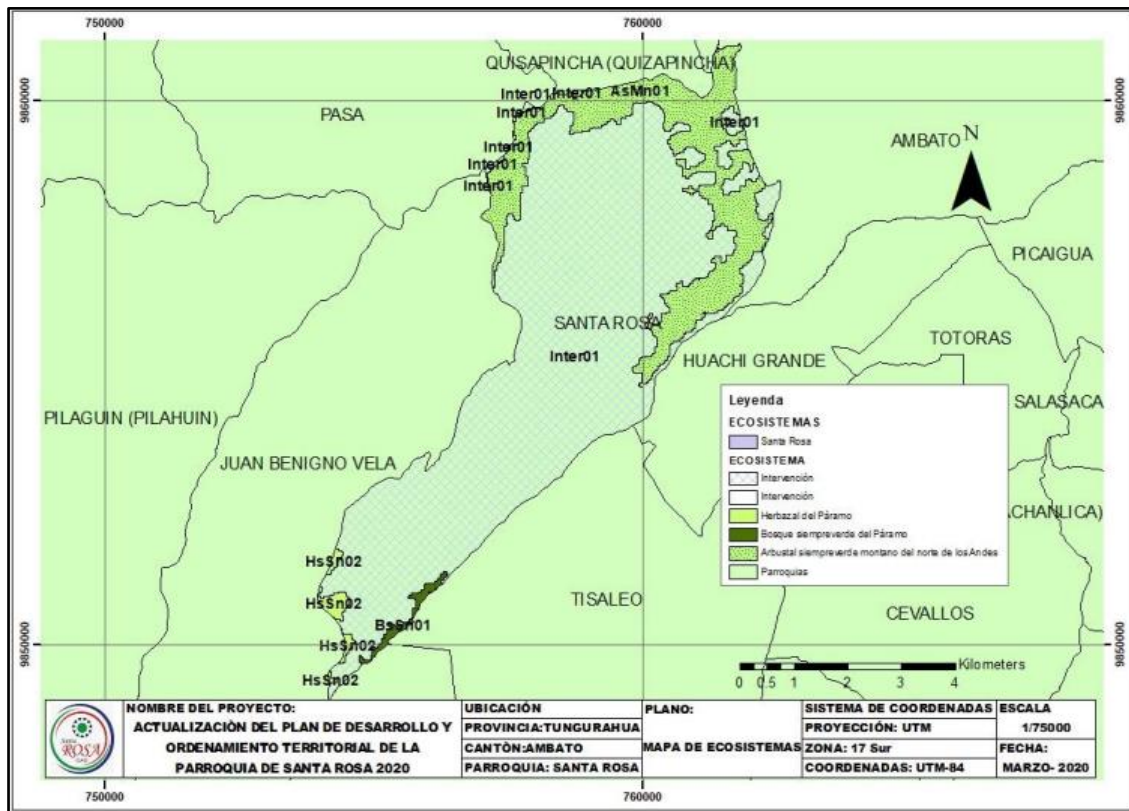 750000
760000
9860000
9860000
QUISAPINCHA (QUIZAPINCHA)
Inter01
Inter01
AsMn01
PASA
Inter01
Inter01
Inter01
AMBATO
N
Inter01
Inter01
PICAIGUA
SANTA ROSA
TOTORAS
Inter01
HUACHI GRANDE
SALASACA
PILAGUIN (PILAHUIN)
JUAN BENIGNO VELA
Leyenda
ECOSISTEMAS
Santa Rosa
ECOSISTEMA
Intervención
Intervención
Herbazal del Páramo
Bosque siempreverde del Páramo
Arbustal siempreverde montano del norte de los Andes
Parroquias
ACHANLICA)
HsSn02
HsSn02
TISALEO
CEVALLOS
BsSn01
HsSn02
HsSn02
9850000
9850000
Kilometers
0 0.5 1 2 3 4
Santa
ROSA
NOMBRE DEL PROYECTO:
ACTUALIZACIÒN DEL PLAN DE DESARROLLO Y
ORDENAMIENTO TERRITORIAL DE LA
PARROQUIA DE SANTA ROSA 2020
UBICACIÓN
PROVINCIA:TUNGURAHUA
CANTÒN:AMBATO
PARROQUIA: SANTA ROSA
PLANO:
MAPA DE ECOSISTEMAS
SISTEMA DE COORDENADAS
PROYECCIÓN: UTM
ZONA: 17 Sur
COORDENADAS: UTM-84
ESCALA
1/75000
FECHA:
MARZO- 2020
750000
760000